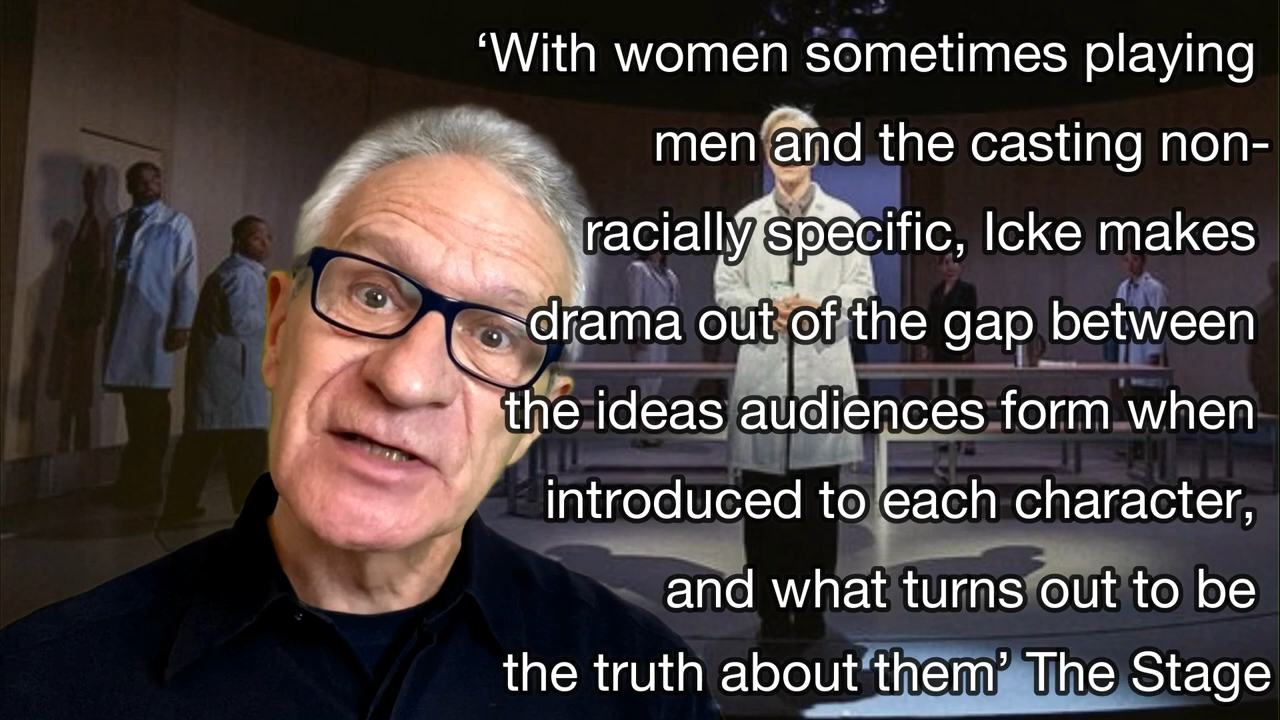 ‘With women sometimes playing
men and the casting non-
racially specific, Icke makes
drama out of the gap between
the ideas audiences form when
introduced to each character,
and what turns out to be
the truth about them’ The Stage